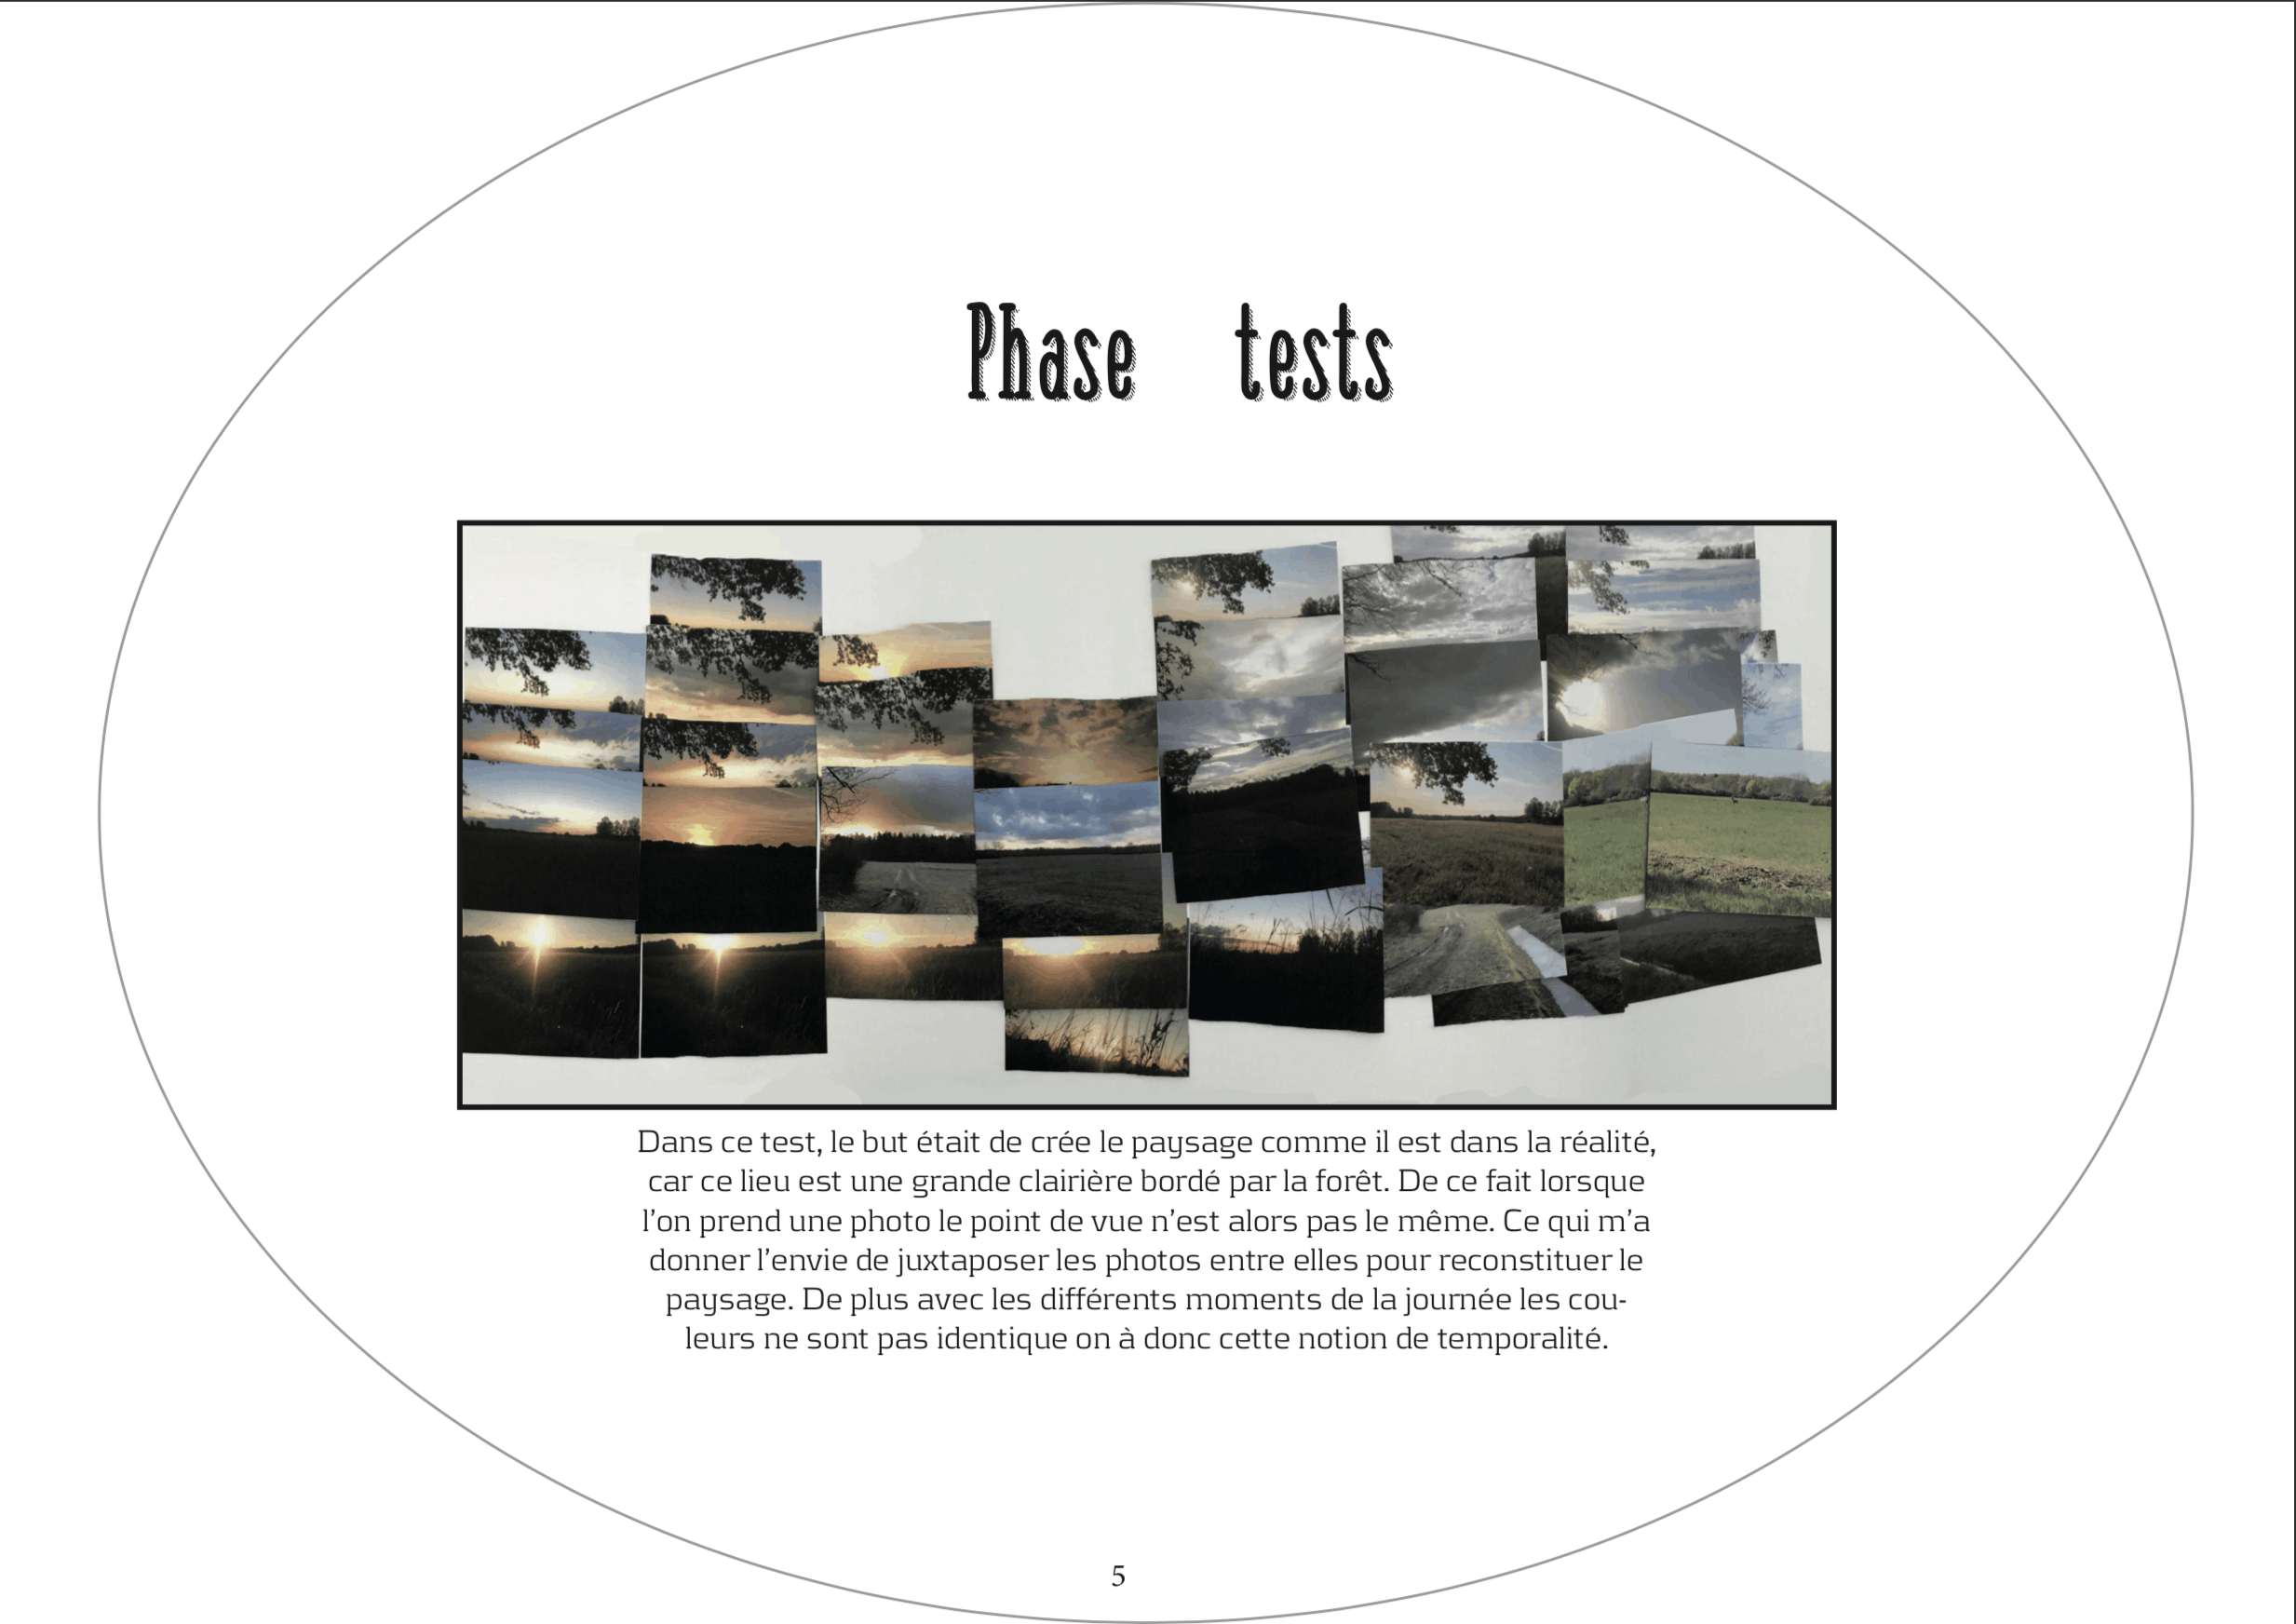 Phase tests
Dans ce test, le but était de crée le paysage comme il est dans la réalité,
car ce lieu est une grande clairière bordé par la forêt. De ce fait lorsque
l’on prend une photo le point de vue n’est alors pas le même. Ce qui m’a
donner l’envie de juxtaposer les photos entre elles pour reconstituer le
paysage. De plus avec les différents moments de la journée les cou-
leurs ne sont pas identique on à donc cette notion de temporalité.
5